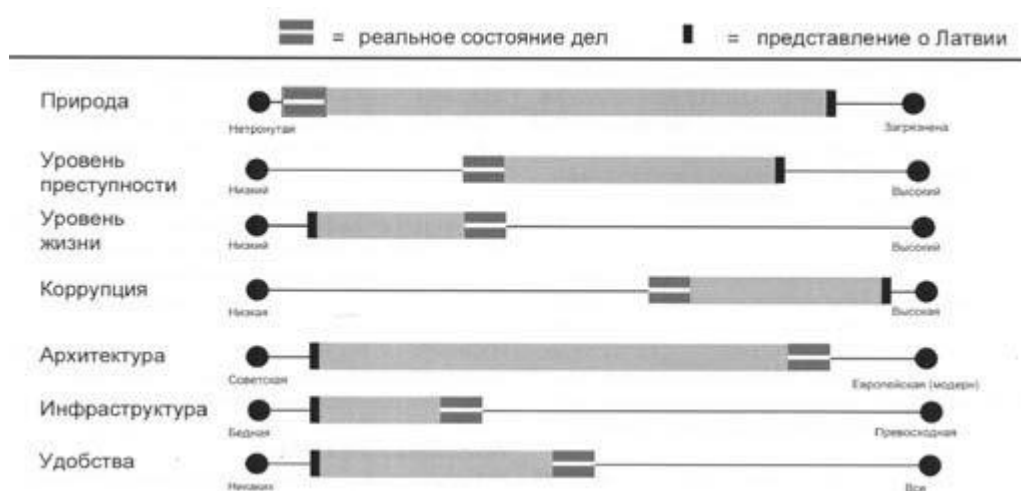 = реальное состояние дел = представление о Латвии
Природа
Нетронутая Загрязнена
Уровень
преступности
Низкий Высокий
Уровень
жизни
Низкий Высокий
Коррупция
Низкая Высокая
Архитектура
Советская Европейская (модерн)
Инфраструктура
Бедная Превосходная
Удобства
Никаких Все